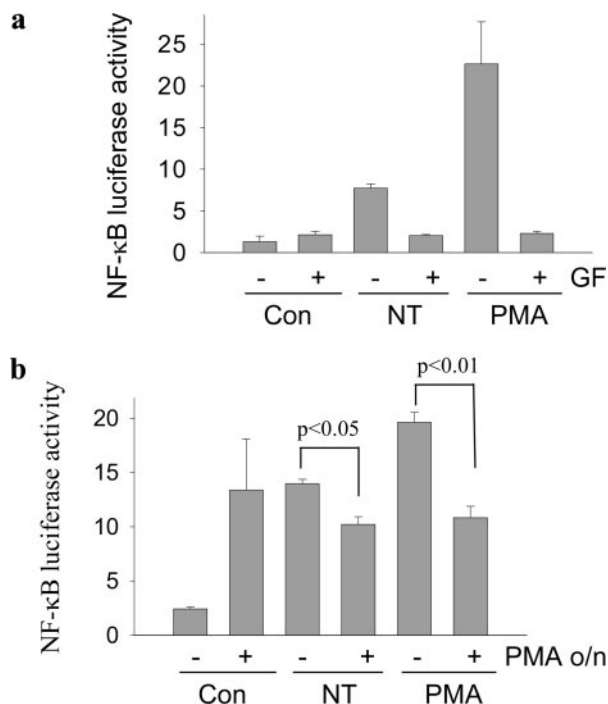 a
NF-κB luciferase activity
25
20
15
10
5
0
- + - + - + GF
Con NT PMA
b
NF-κB luciferase activity
20
15
10
5
0
p<0.05
p<0.01
- + - + - + PMA o/n
Con NT PMA